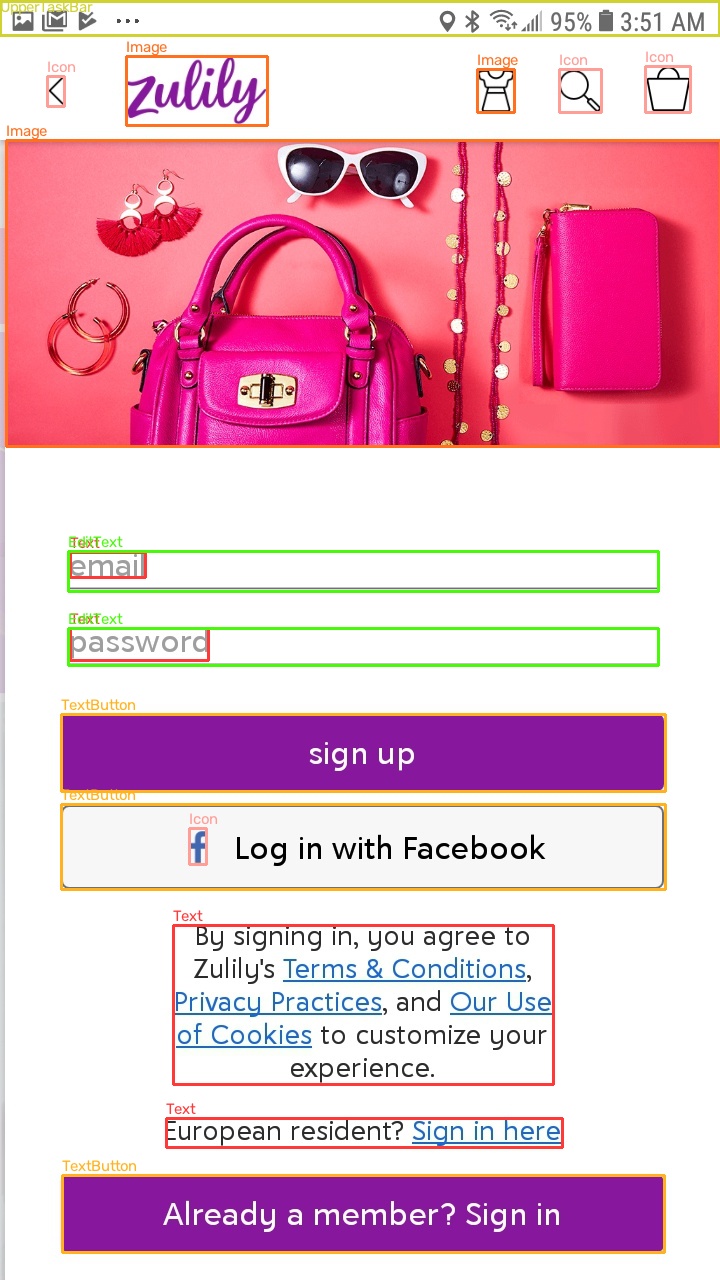 UpperTaskBar
95% 3:51 AM
Icon
Image
zulily
Image
Icon
Icon
Image
EditText
Text
email
EditText
Text
password
TextButton
sign up
TextButton
Icon
f Log in with Facebook
Text
By signing in, you agree to
Zulily's Terms & Conditions,
Privacy Practices, and Our Use
of Cookies to customize your
experience.
Text
European resident? Sign in here
TextButton
Already a member? Sign in